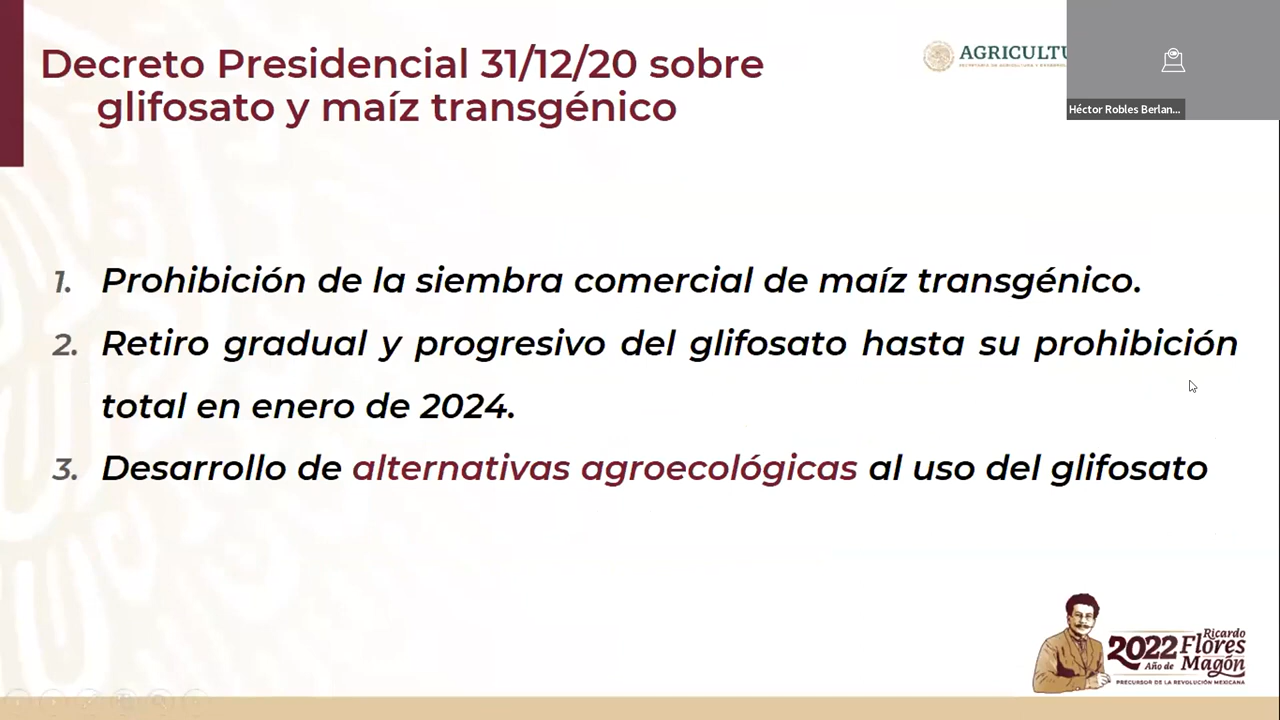 Decreto Presidencial 31/12/20 sobre
glifosato y maíz transgénico
AGRICULTU
Héctor Robles Berlan...
1. Prohibición de la siembra comercial de maíz transgénico.
2. Retiro gradual y progresivo del glifosato hasta su prohibición
total en enero de 2024.
3. Desarrollo de alternativas agroecológicas al uso del glifosato
2022 Ricardo
Flores
Año de Magón
PRECURSOR DE LA REVOLUCIÓN MEXICANA